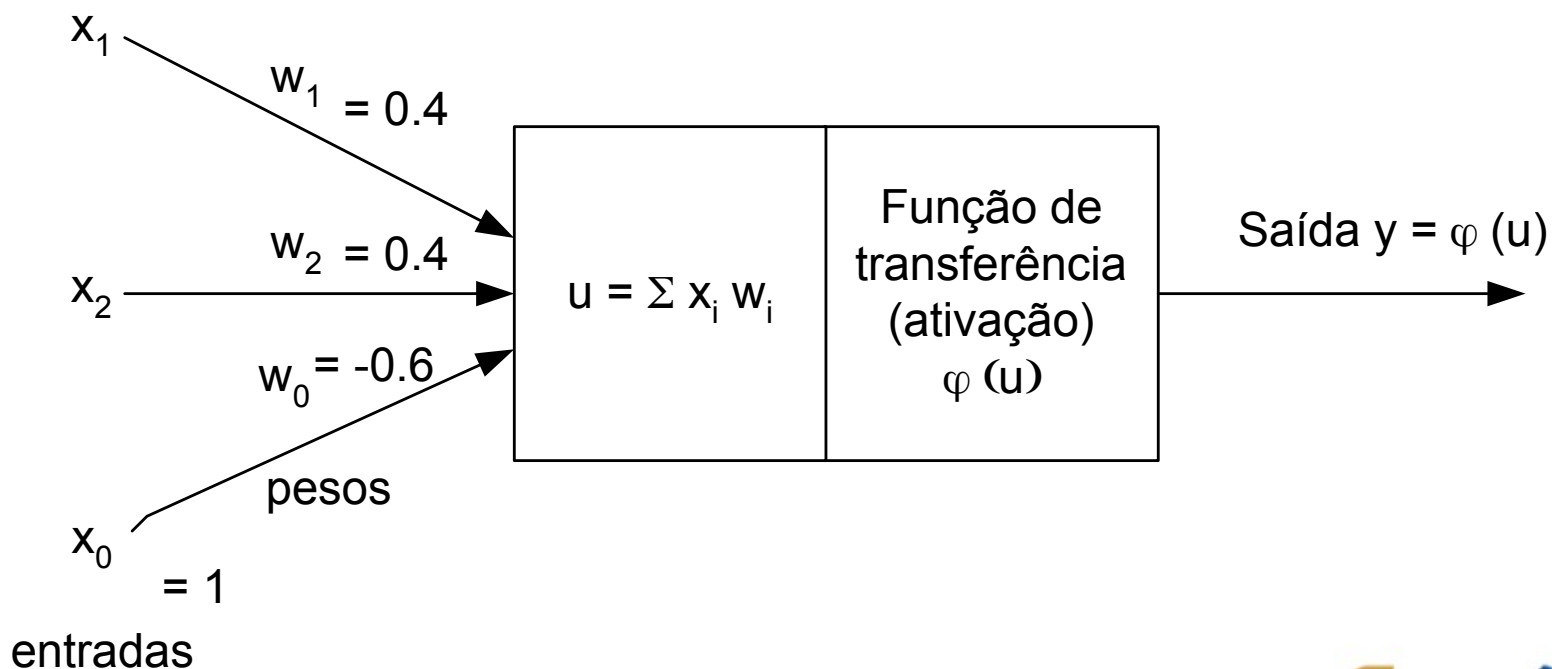 x₁
w₁ = 0.4
w₂ = 0.4
x₂
w₀ = -0.6
pesos
x₀
= 1
entradas
u = Σ xᵢ wᵢ
Função de
transferência
(ativação)
φ (u)
Saída y = φ (u)